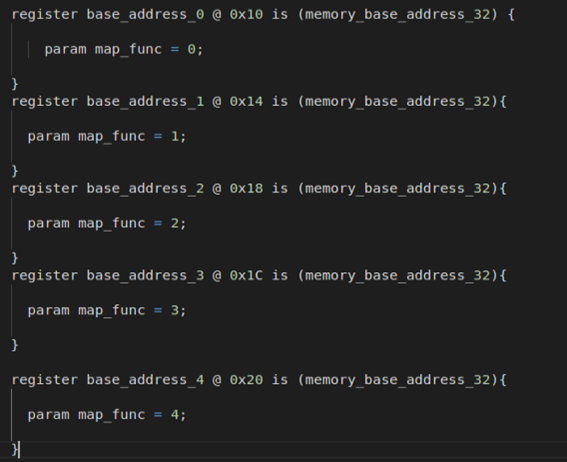 register base_address_0 @ 0x10 is (memory_base_address_32) {
param map_func = 0;
}
register base_address_1 @ 0x14 is (memory_base_address_32){
param map_func = 1;
}
register base_address_2 @ 0x18 is (memory_base_address_32){
param map_func = 2;
}
register base_address_3 @ 0x1C is (memory_base_address_32){
param map_func = 3;
}
register base_address_4 @ 0x20 is (memory_base_address_32){
param map_func = 4;
}